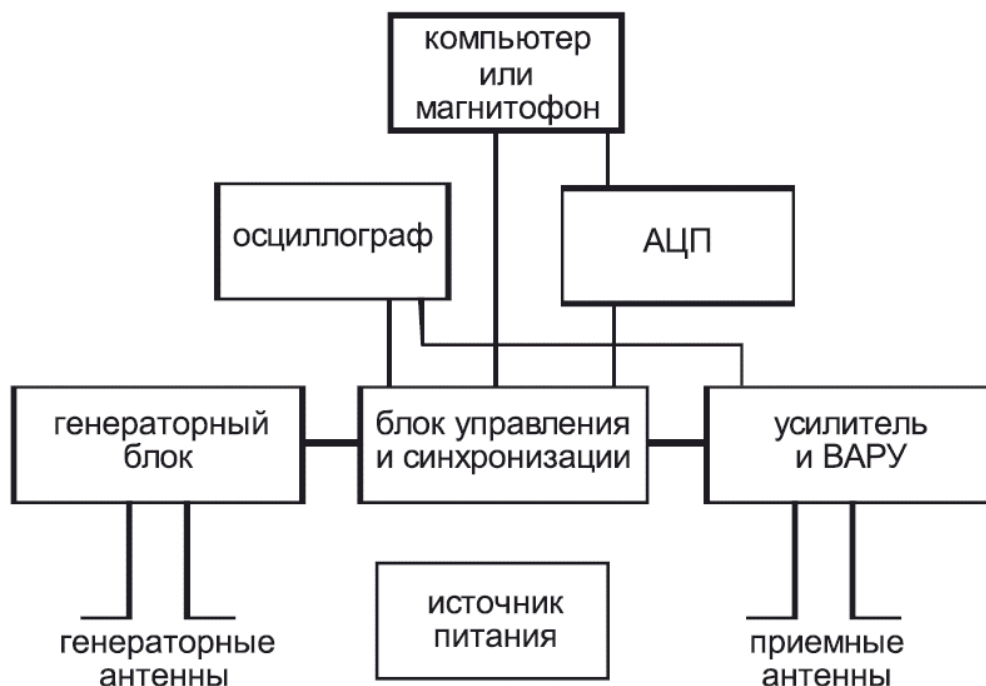 компьютер
или
магнитофон
осциллограф
АЦП
генераторный
блок
блок управления
и синхронизации
усилитель
и ВАРУ
генераторные
антенны
источник
питания
приемные
антенны